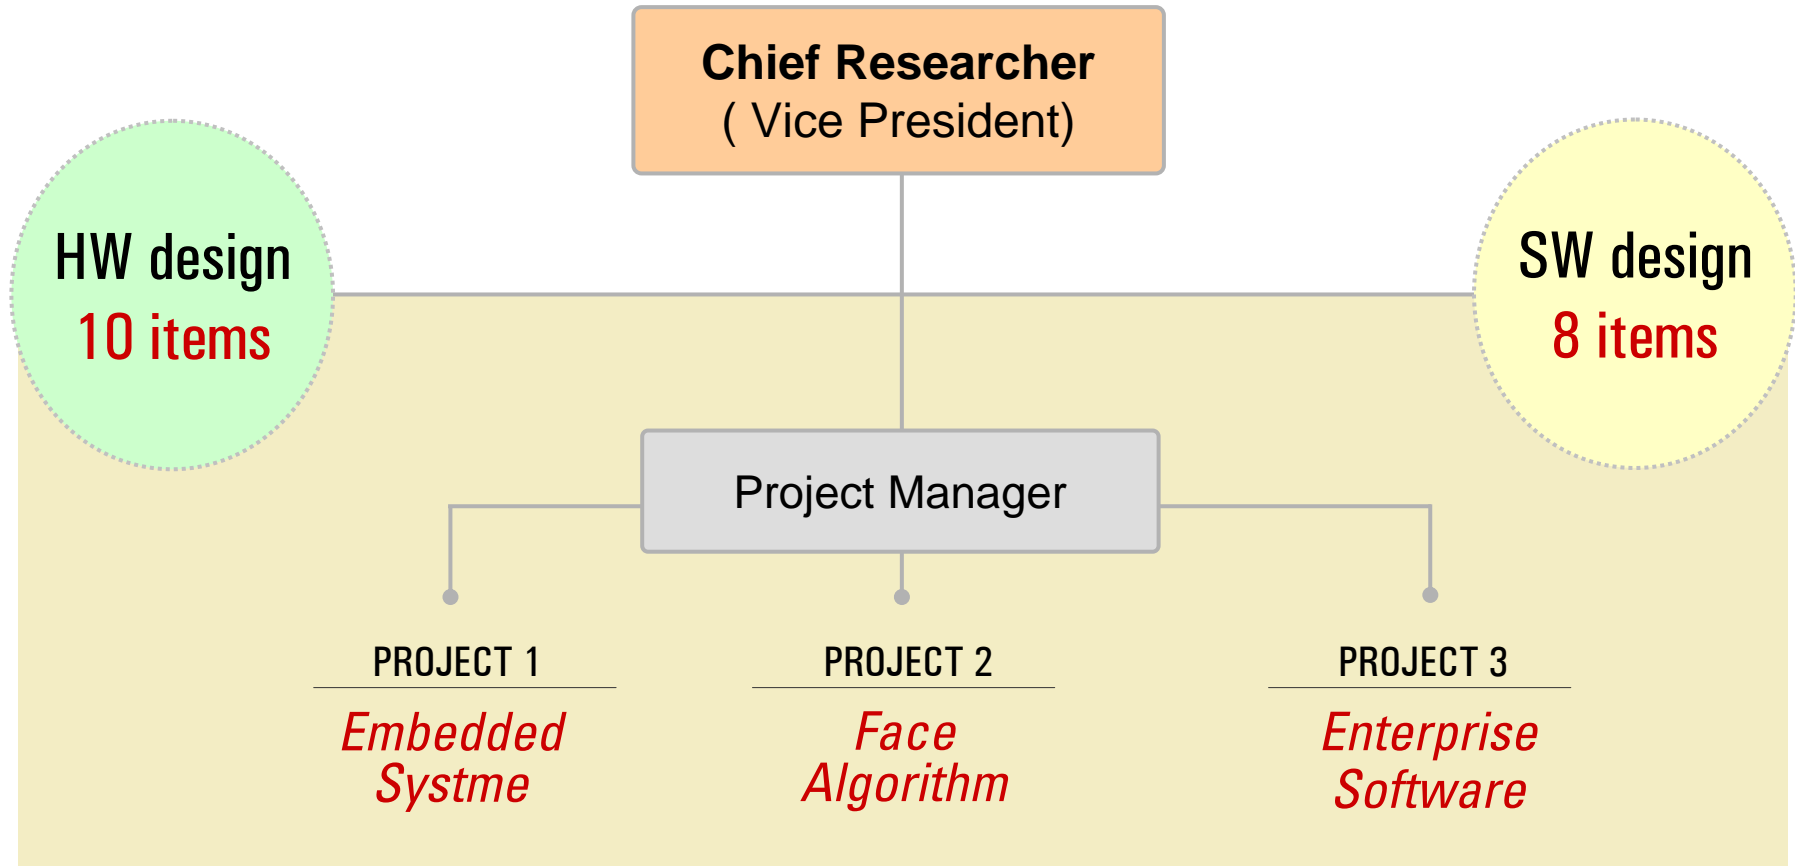 Chief Researcher
( Vice President)
HW design
10 items
SW design
8 items
Project Manager
PROJECT 1
Embedded
Systme
PROJECT 2
Face
Algorithm
PROJECT 3
Enterprise
Software